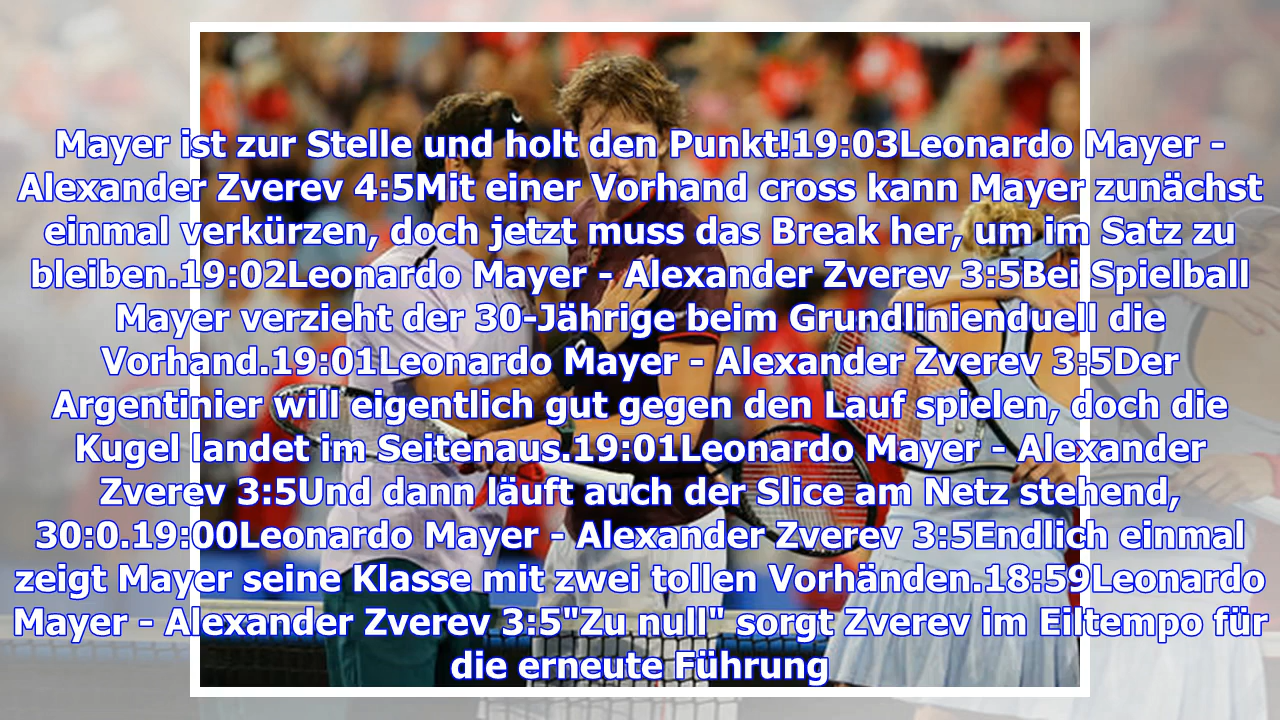 Mayer ist zur Stelle und holt den Punkt!19:03Leonardo Mayer -
Alexander Zverev 4:5Mit einer Vorhand cross kann Mayer zunächst
einmal verkürzen, doch jetzt muss das Break her, um im Satz zu
bleiben.19:02Leonardo Mayer - Alexander Zverev 3:5Bei Spielball
Mayer verzieht der 30-Jährige beim Grundlinienduell die
Vorhand.19:01Leonardo Mayer - Alexander Zverev 3:5Der
Argentinier will eigentlich gut gegen den Lauf spielen, doch die
Kugel landet im Seitenaus.19:01Leonardo Mayer - Alexander
Zverev 3:5Und dann läuft auch der Slice am Netz stehend,
30:0.19:00Leonardo Mayer - Alexander Zverev 3:5Endlich einmal
zeigt Mayer seine Klasse mit zwei tollen Vorhänden.18:59Leonardo
Mayer - Alexander Zverev 3:5"Zu null" sorgt Zverev im Eiltempo für
die erneute Führung